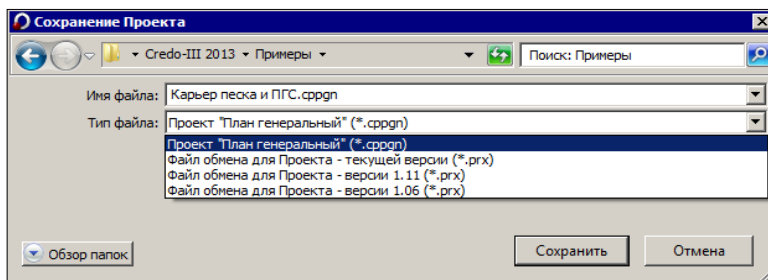 Сохранение Проекта
Credo-III 2013 Примеры Поиск: Примеры
Имя файла: Карьер песка и ПГС.cppgn
Тип файла: Проект "План генеральный" (*.cppgn)
Проект "План генеральный" (*.cppgn)
Файл обмена для Проекта - текущей версии (*.prx)
Файл обмена для Проекта - версии 1.11 (*.prx)
Файл обмена для Проекта - версии 1.06 (*.prx)
Обзор папок Сохранить Отмена